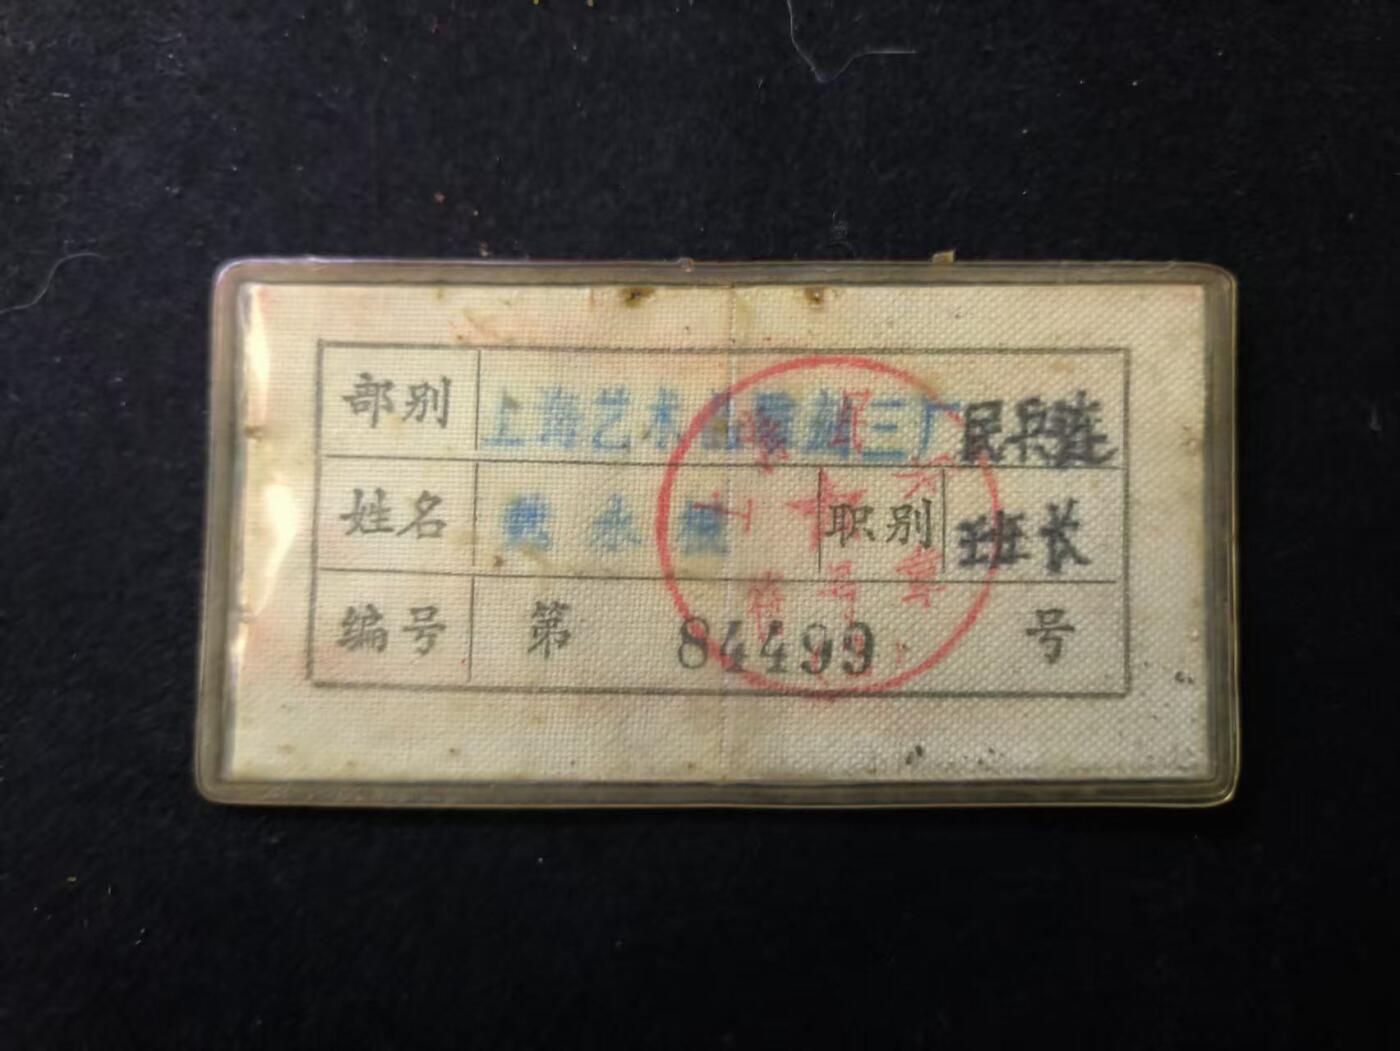 部别 上海艺术品雕刻三厂民兵连
姓名 永 职别 班长
编号 第 84499 号